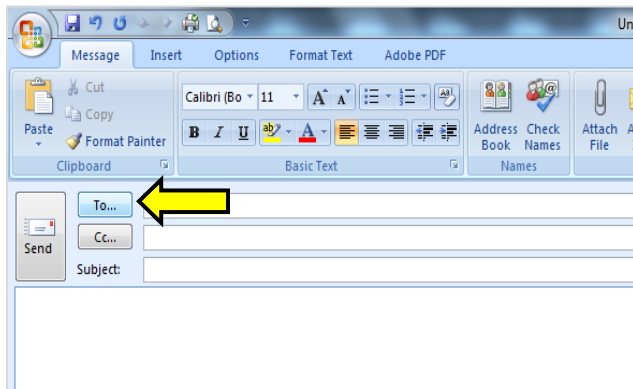 Un
Message Insert Options Format Text Adobe PDF
Cut
Copy
Format Painter
Paste
Calibri (Bo 11
B I U
Address Book
Check Names
Attach File
A
Clipboard Basic Text Names
To...
Cc...
Send
Subject: